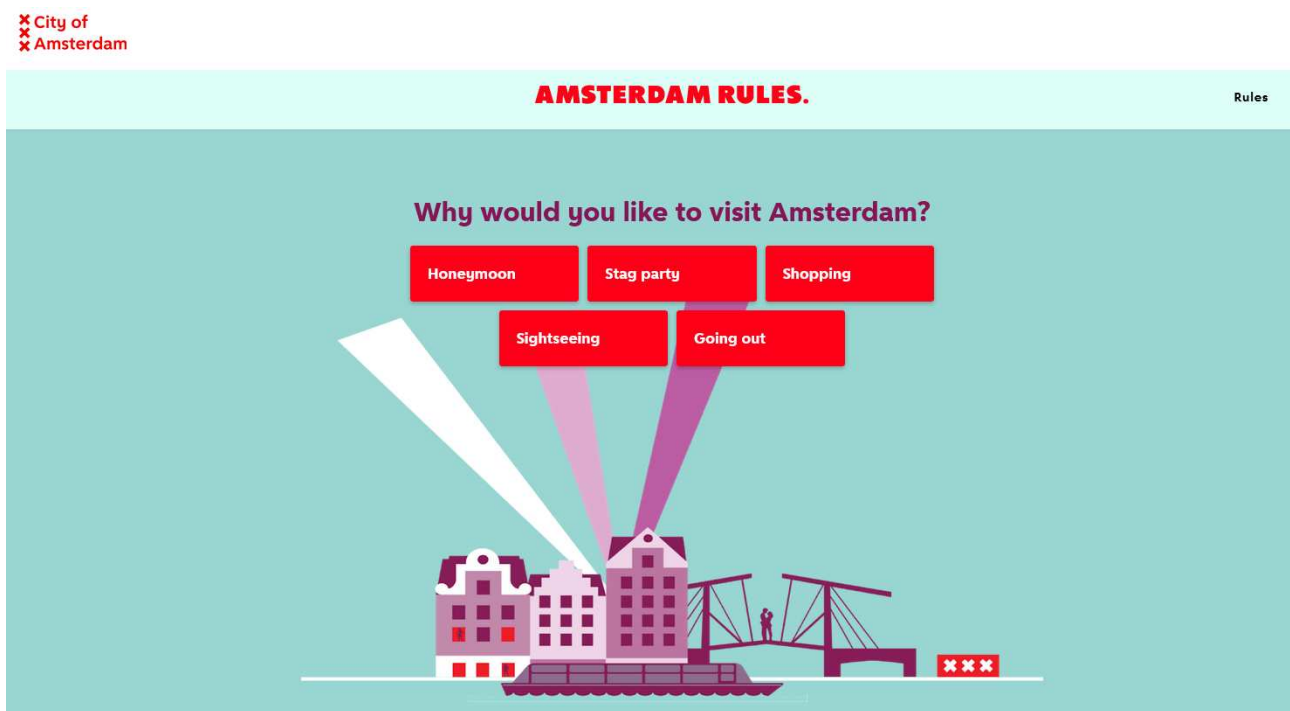 City of
Amsterdam
AMSTERDAM RULES.
Rules
Why would you like to visit Amsterdam?
Honeymoon
Stag party
Shopping
Sightseeing
Going out